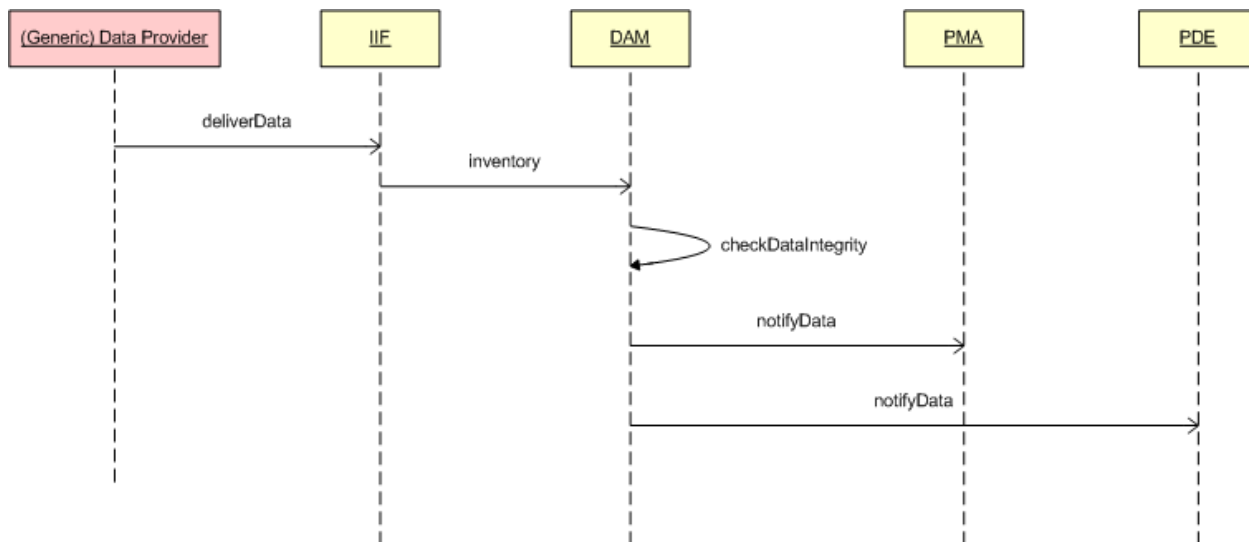 (Generic) Data Provider
IIF
DAM
PMA
PDE
deliverData
inventory
checkDataIntegrity
notifyData
notifyData